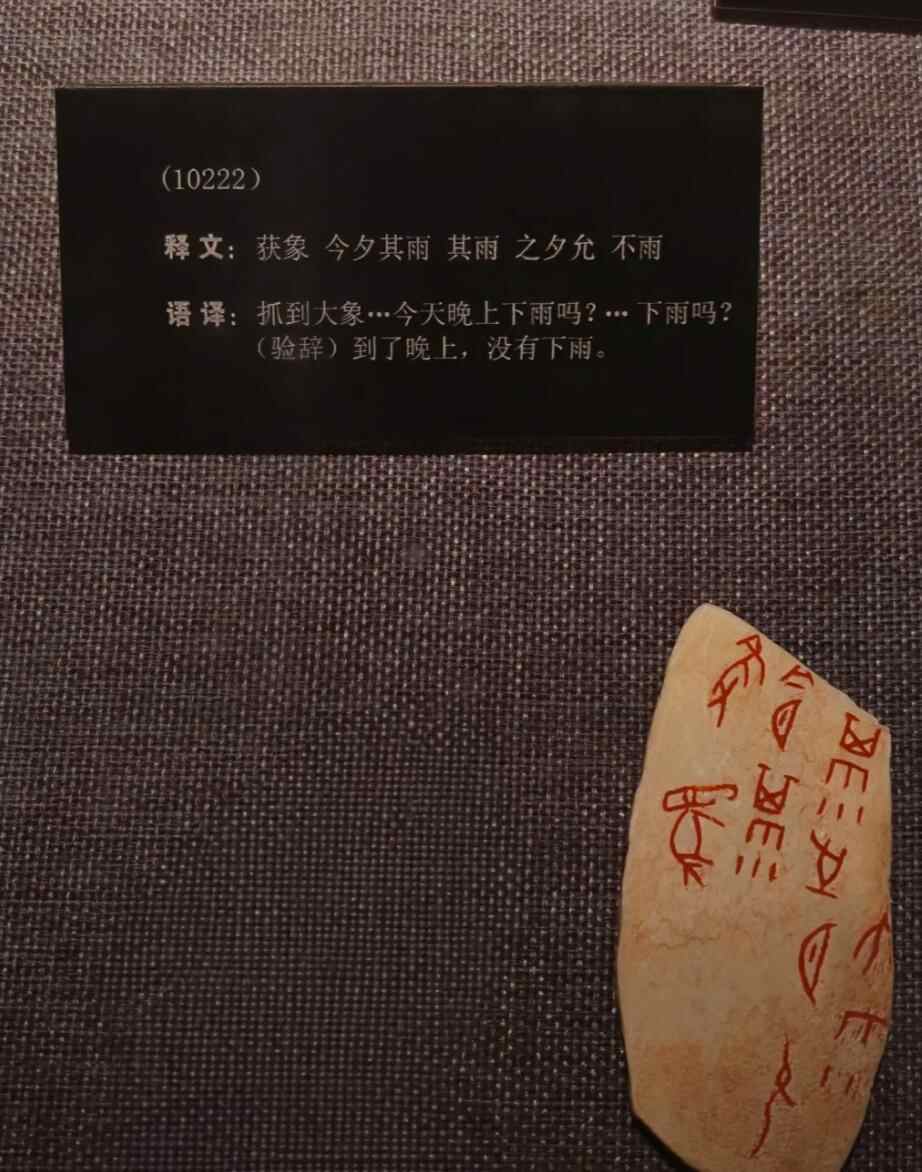 (10222)
释文: 获象 今夕其雨 其雨 之夕允 不雨
语译: 抓到大象…今天晚上下雨吗?… 下雨吗?
(验辞)到了晚上，没有下雨。